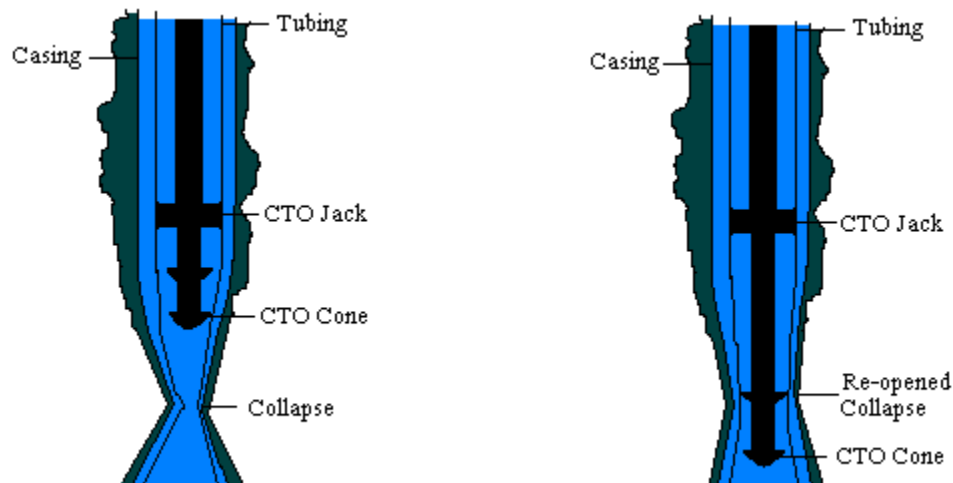 Tubing
Casing
CTO Jack
CTO Cone
Collapse
Tubing
Casing
CTO Jack
Re-opened
Collapse
CTO Cone